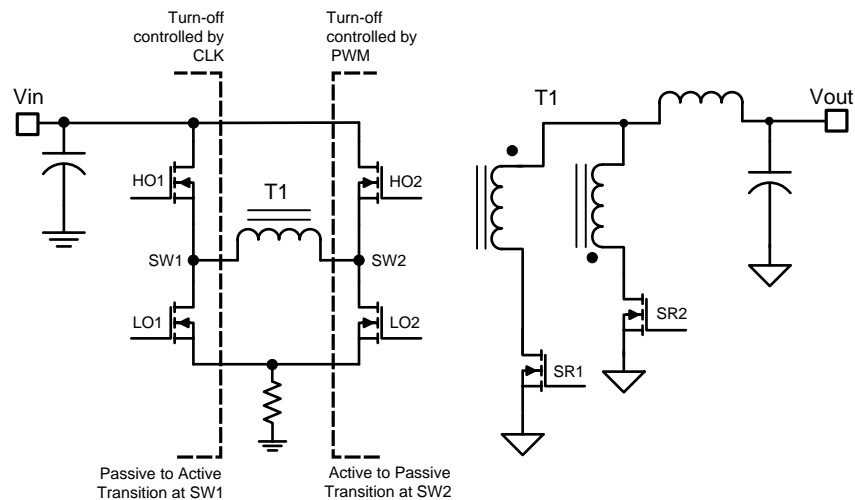 Turn-off
controlled by
CLK
Turn-off
controlled by
PWM
Vin
T1
Vout
HO1
T1
HO2
SW1
SW2
LO1
LO2
SR2
SR1
Passive to Active
Transition at SW1
Active to Passive
Transition at SW2